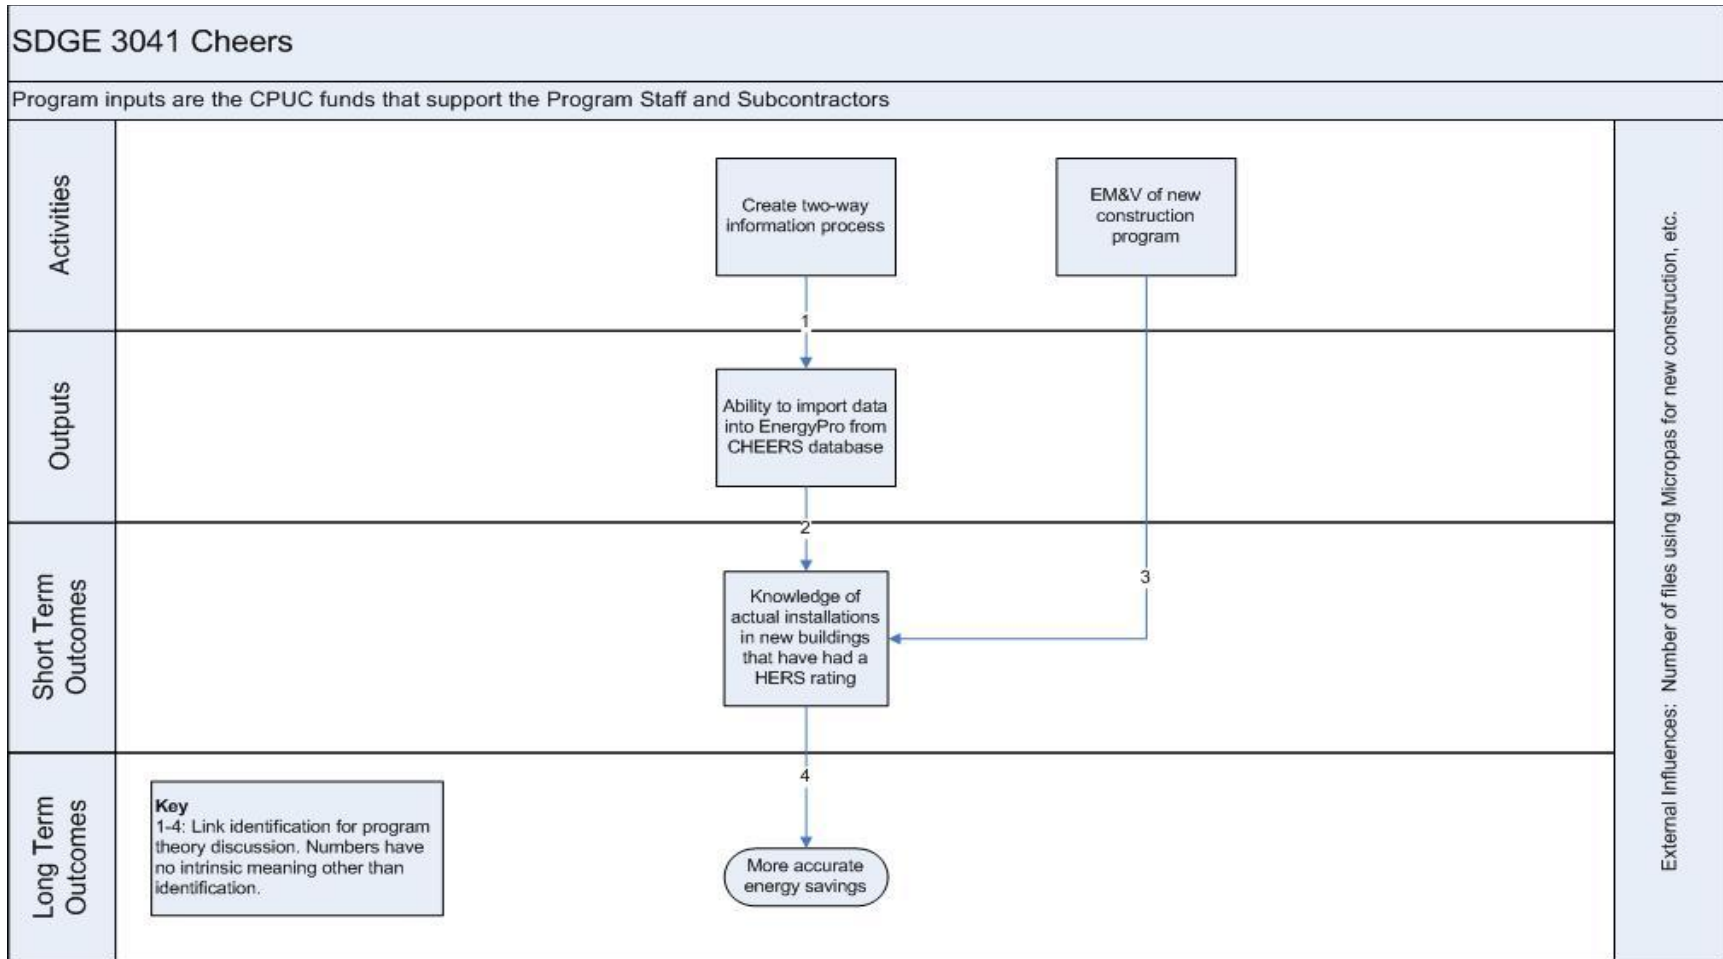 SDGE 3041 Cheers
Program inputs are the CPUC funds that support the Program Staff and Subcontractors
Activities
Create two-way
information process
EM&V of new
construction
program
1
Outputs
Ability to import data
into EnergyPro from
CHEERS database
2
Short Term
Outcomes
Knowledge of
actual installations
in new buildings
that have had a
HERS rating
3
4
Long Term
Outcomes
Key
1-4: Link identification for program
theory discussion. Numbers have
no intrinsic meaning other than
identification.
More accurate
energy savings
External Influences: Number of files using Micropas for new construction, etc.